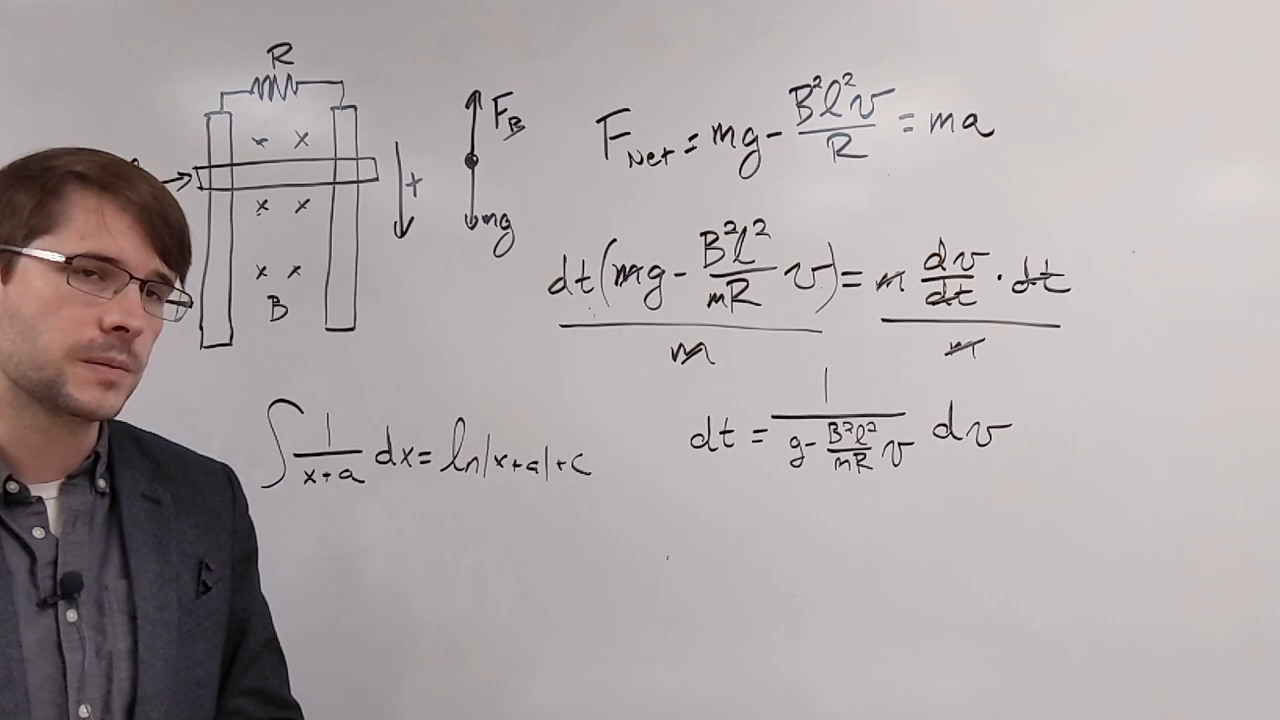 R
x x
x x
x x
B
+
F_B
mg
F_Net = mg - B²l²v/R = ma
dt(mg - B²l²/mR v)/m = m dv/dt · dt/m
∫ 1/(x+a) dx = ln|x+a| + c
dt = 1/(g - B²l²/mR v) dv